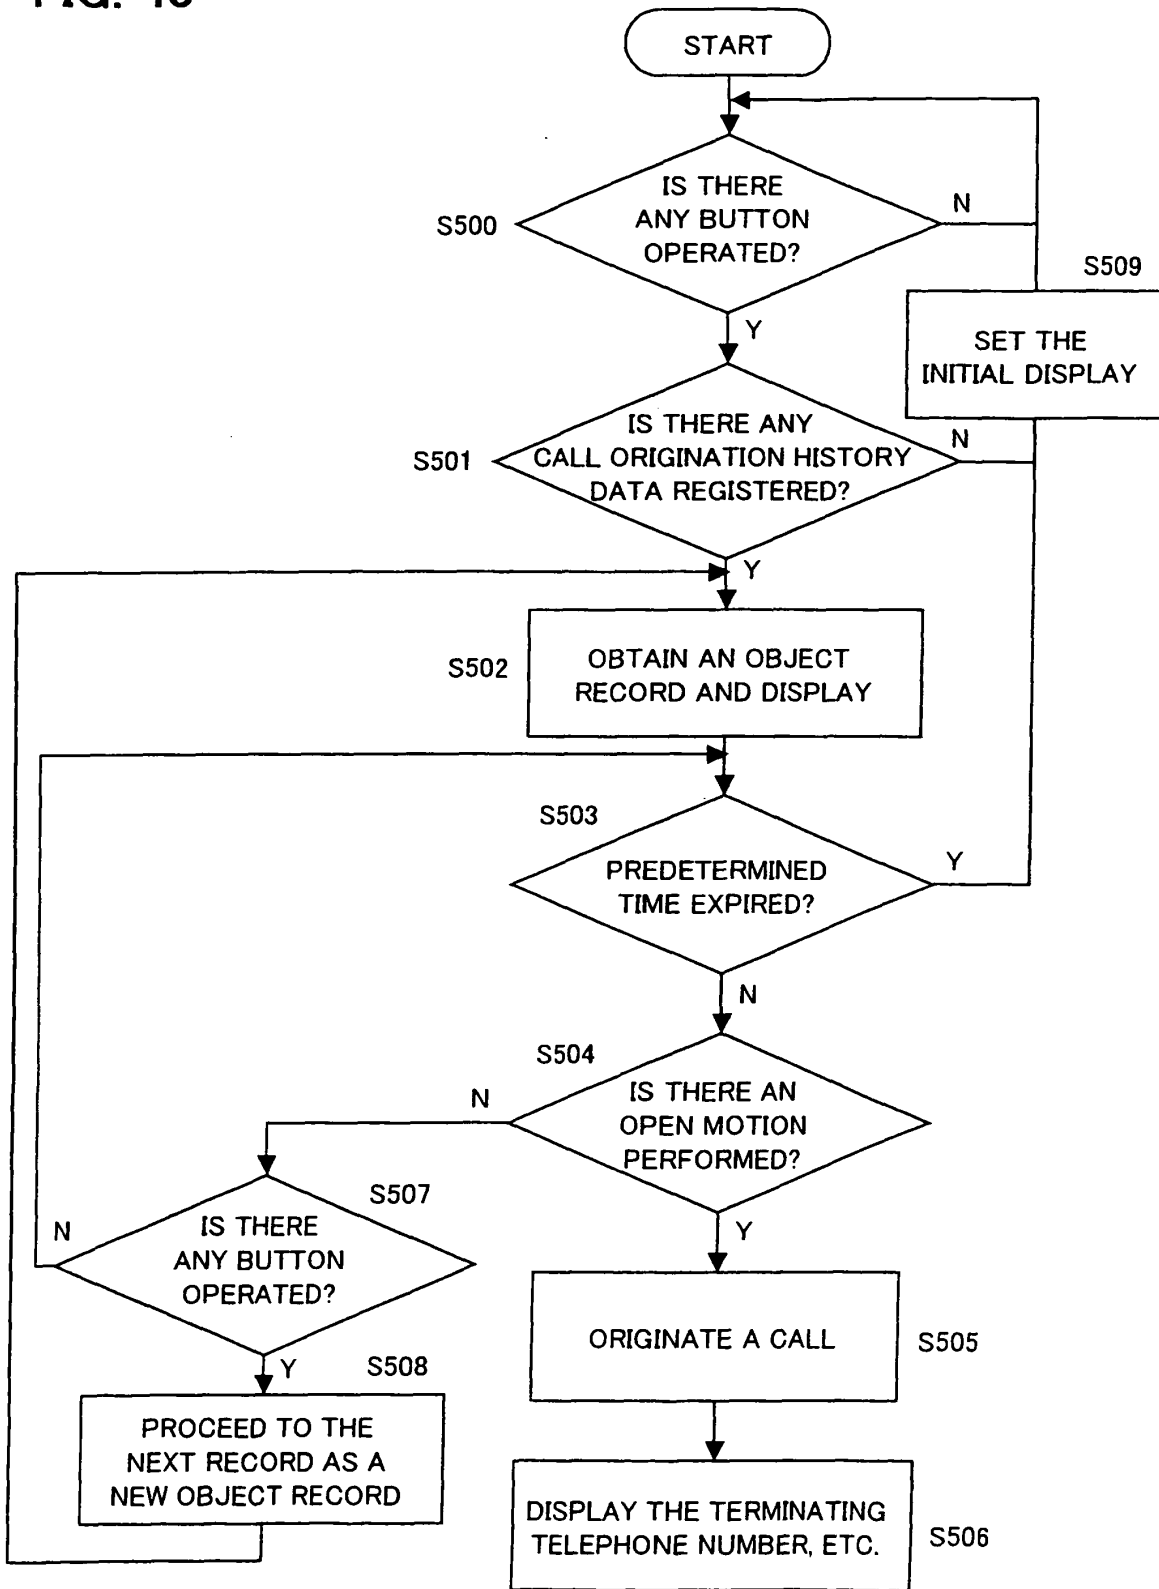 START
IS THERE
ANY BUTTON
OPERATED?
N
S500
S509
Y
SET THE
INITIAL DISPLAY
IS THERE ANY
CALL ORIGINATION HISTORY
DATA REGISTERED?
N
S501
Y
OBTAIN AN OBJECT
RECORD AND DISPLAY
S502
S503
PREDETERMINED
TIME EXPIRED?
Y
N
S504
IS THERE AN
OPEN MOTION
PERFORMED?
N
S507
IS THERE
ANY BUTTON
OPERATED?
N
Y
ORIGINATE A CALL
S505
Y
S508
PROCEED TO THE
NEXT RECORD AS A
NEW OBJECT RECORD
DISPLAY THE TERMINATING
TELEPHONE NUMBER, ETC.
S506